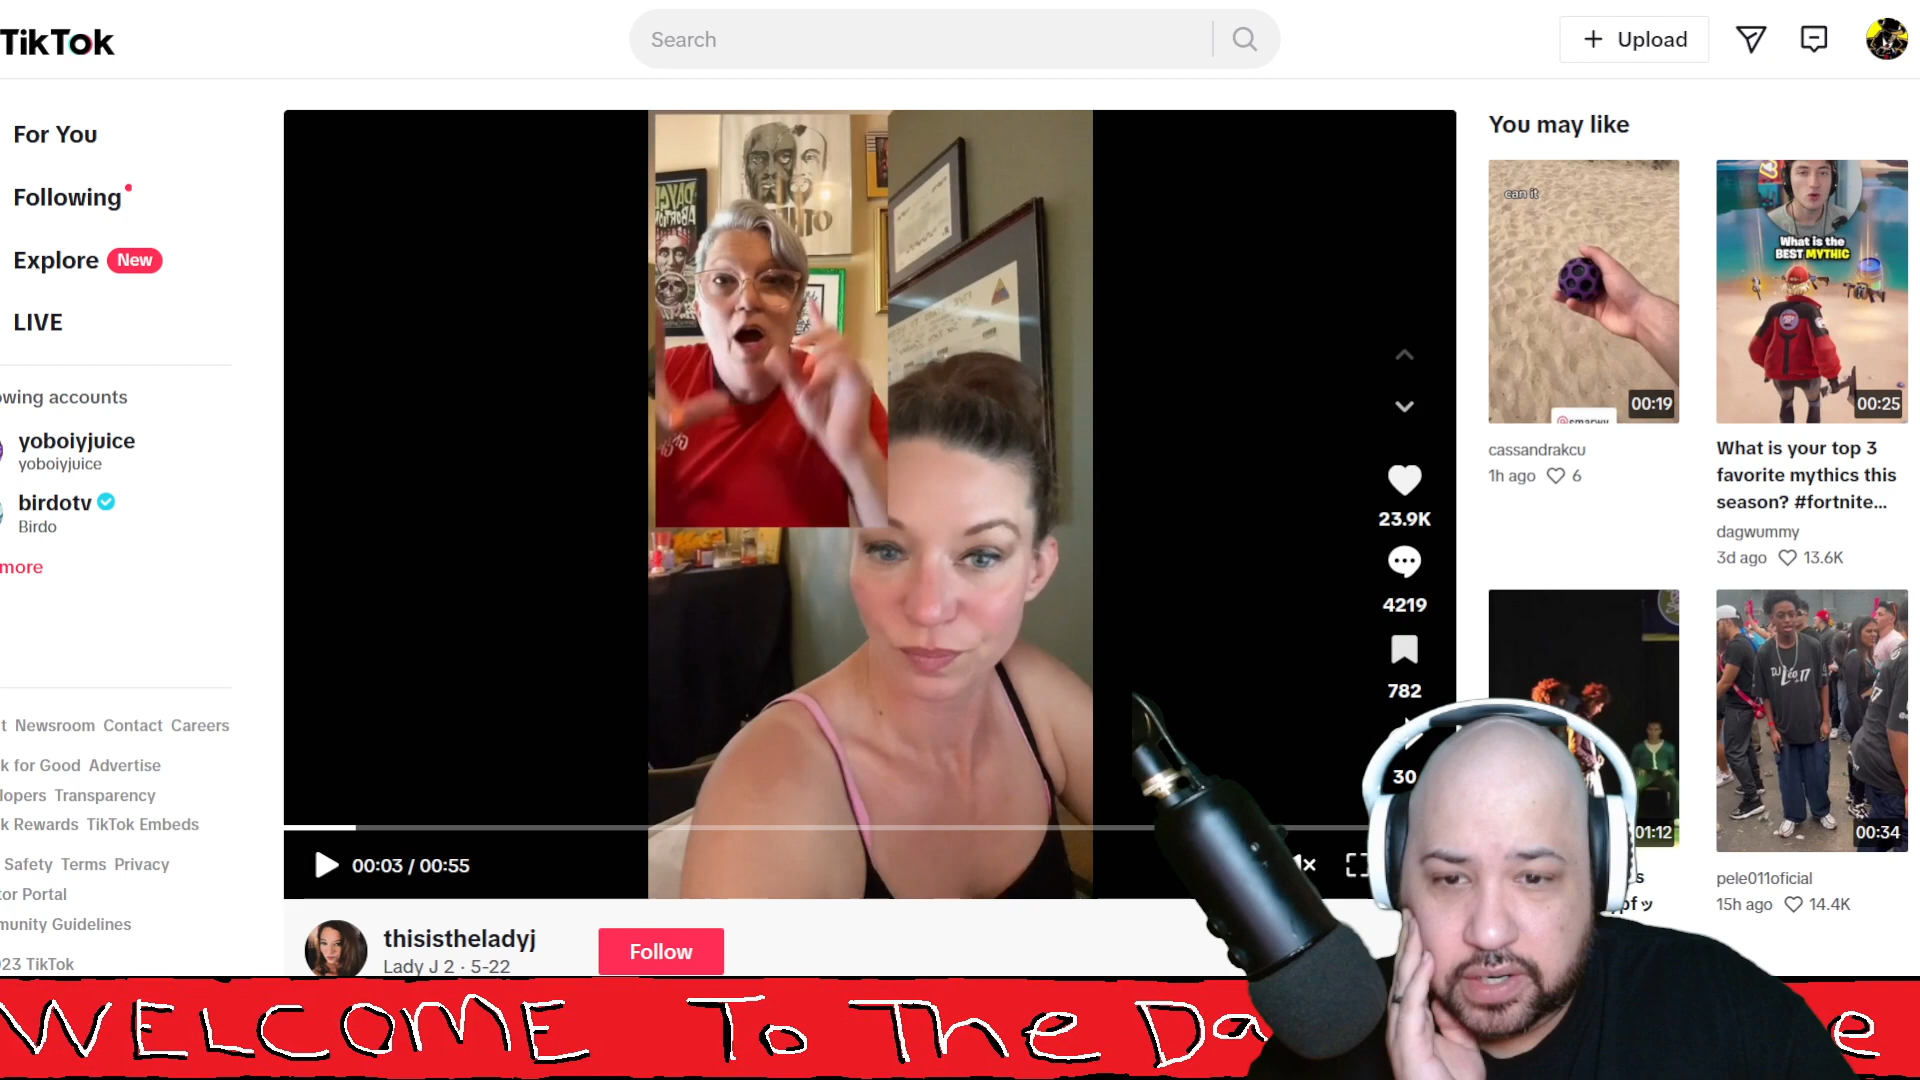 TikTok
Search
Upload
For You
Following
Explore New
LIVE
owing accounts
yoboiyjuice
yoboiyjuice
birdotv
Birdo
more
t Newsroom Contact Careers
k for Good Advertise
lopers Transparency
k Rewards TikTok Embeds
Safety Terms Privacy
tor Portal
munity Guidelines
23 TikTok
23.9K
4219
782
30
00:03 / 00:55
thisistheladyj
Lady J 2 · 5-22
Follow
You may like
can it
00:19
cassandrakcu
1h ago 6
What is the
BEST MYTHIC
00:25
What is your top 3
favorite mythics this
season? #fortnite...
dagwummy
3d ago 13.6K
01:12
s
00:34
pele011oficial
15h ago 14.4K
WELCOME To The Da
e